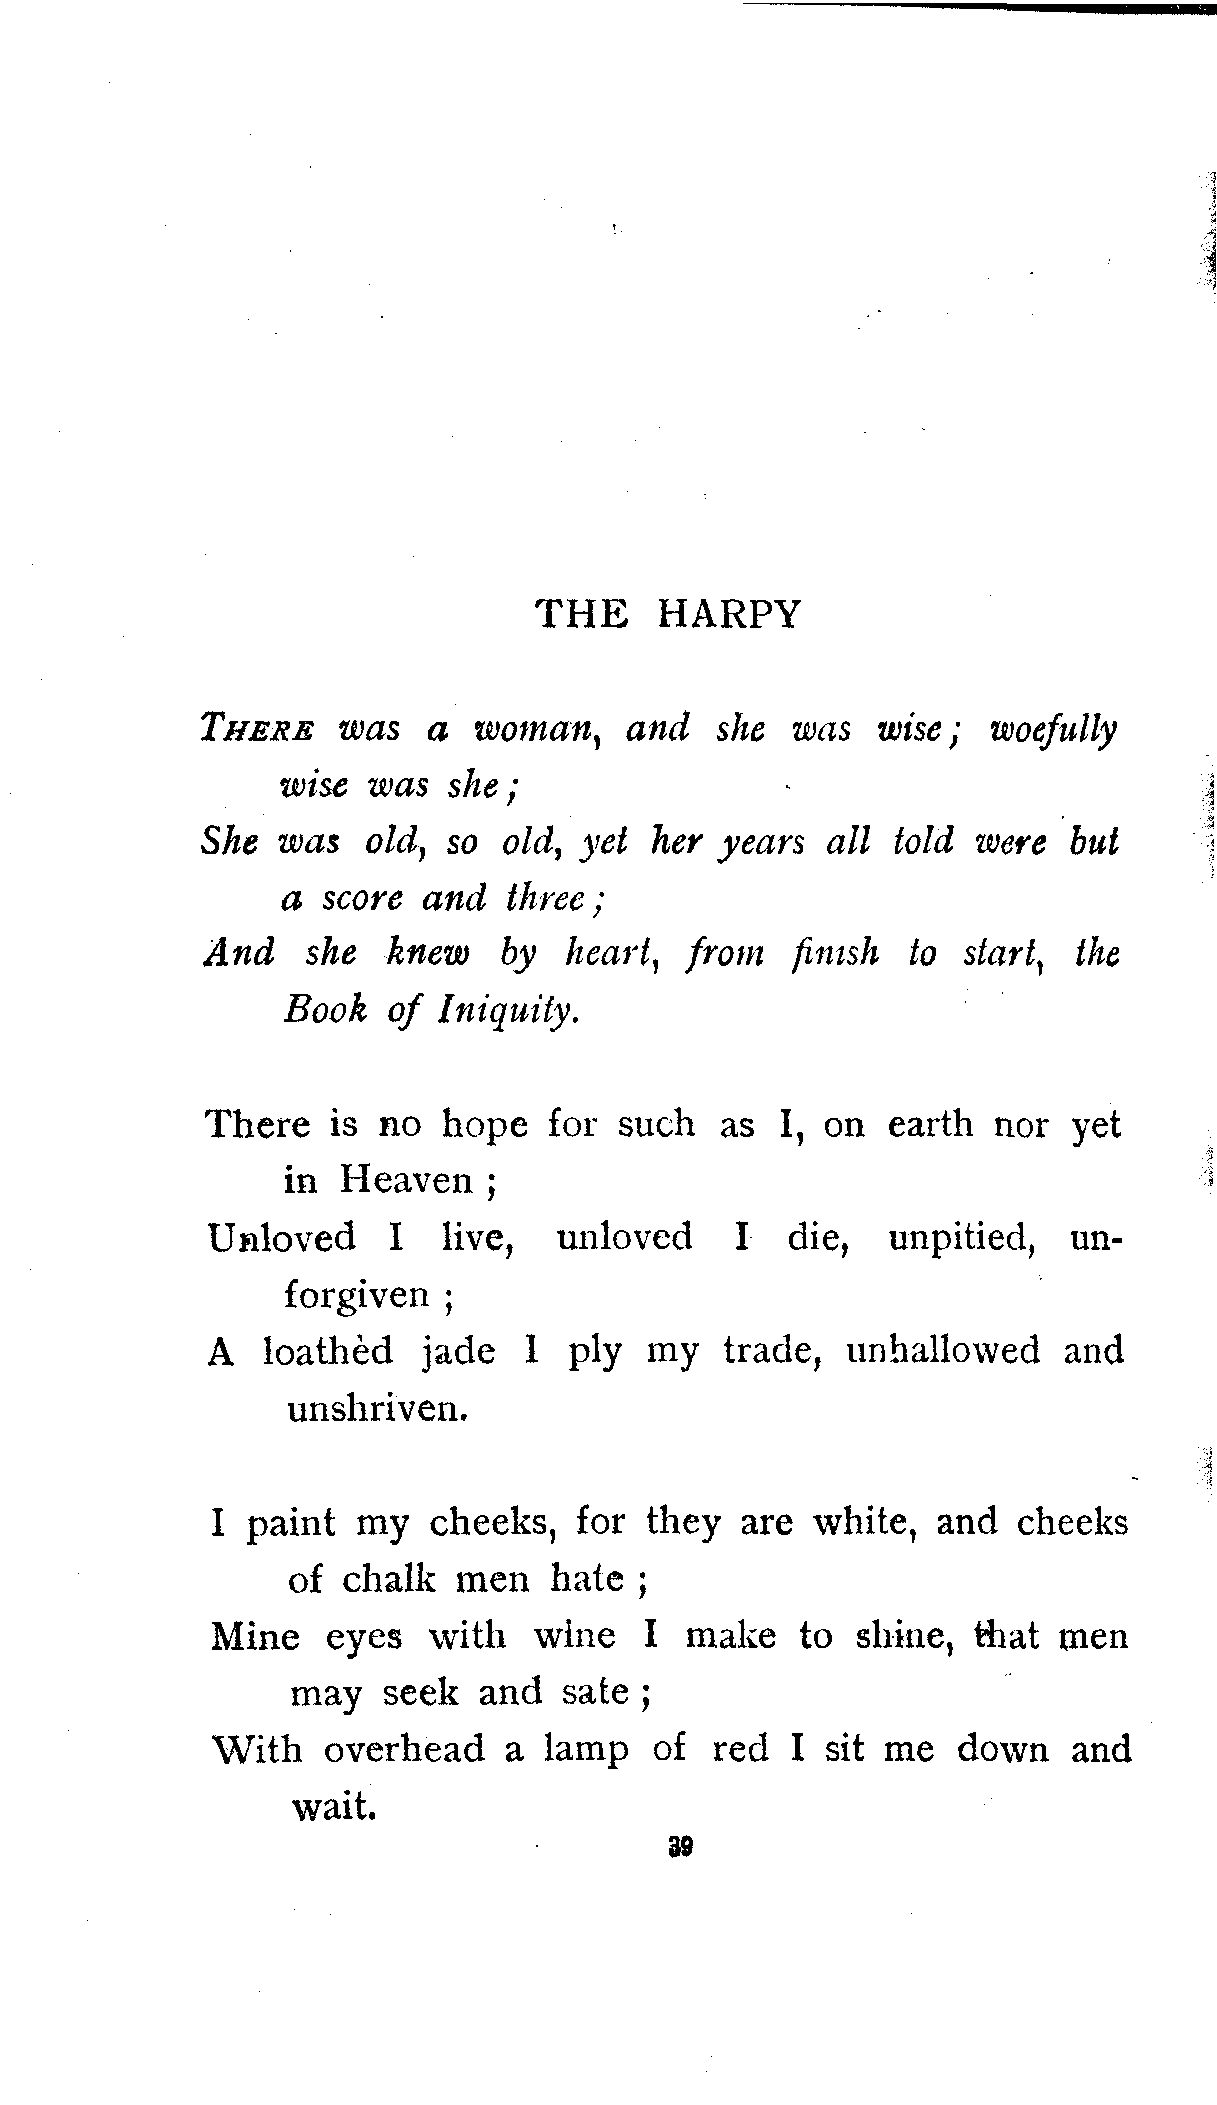 THE HARPY
THERE was a woman, and she was wise; woefully
wise was she;
She was old, so old, yet her years all told were but
a score and three;
And she knew by heart, from finish to start, the
Book of Iniquity.
There is no hope for such as I, on earth nor yet
in Heaven;
Unloved I live, unloved I die, unpitied, un-
forgiven;
A loathèd jade I ply my trade, unhallowed and
unshriven.
I paint my cheeks, for they are white, and cheeks
of chalk men hate;
Mine eyes with wine I make to shine, that men
may seek and sate;
With overhead a lamp of red I sit me down and
wait.
39